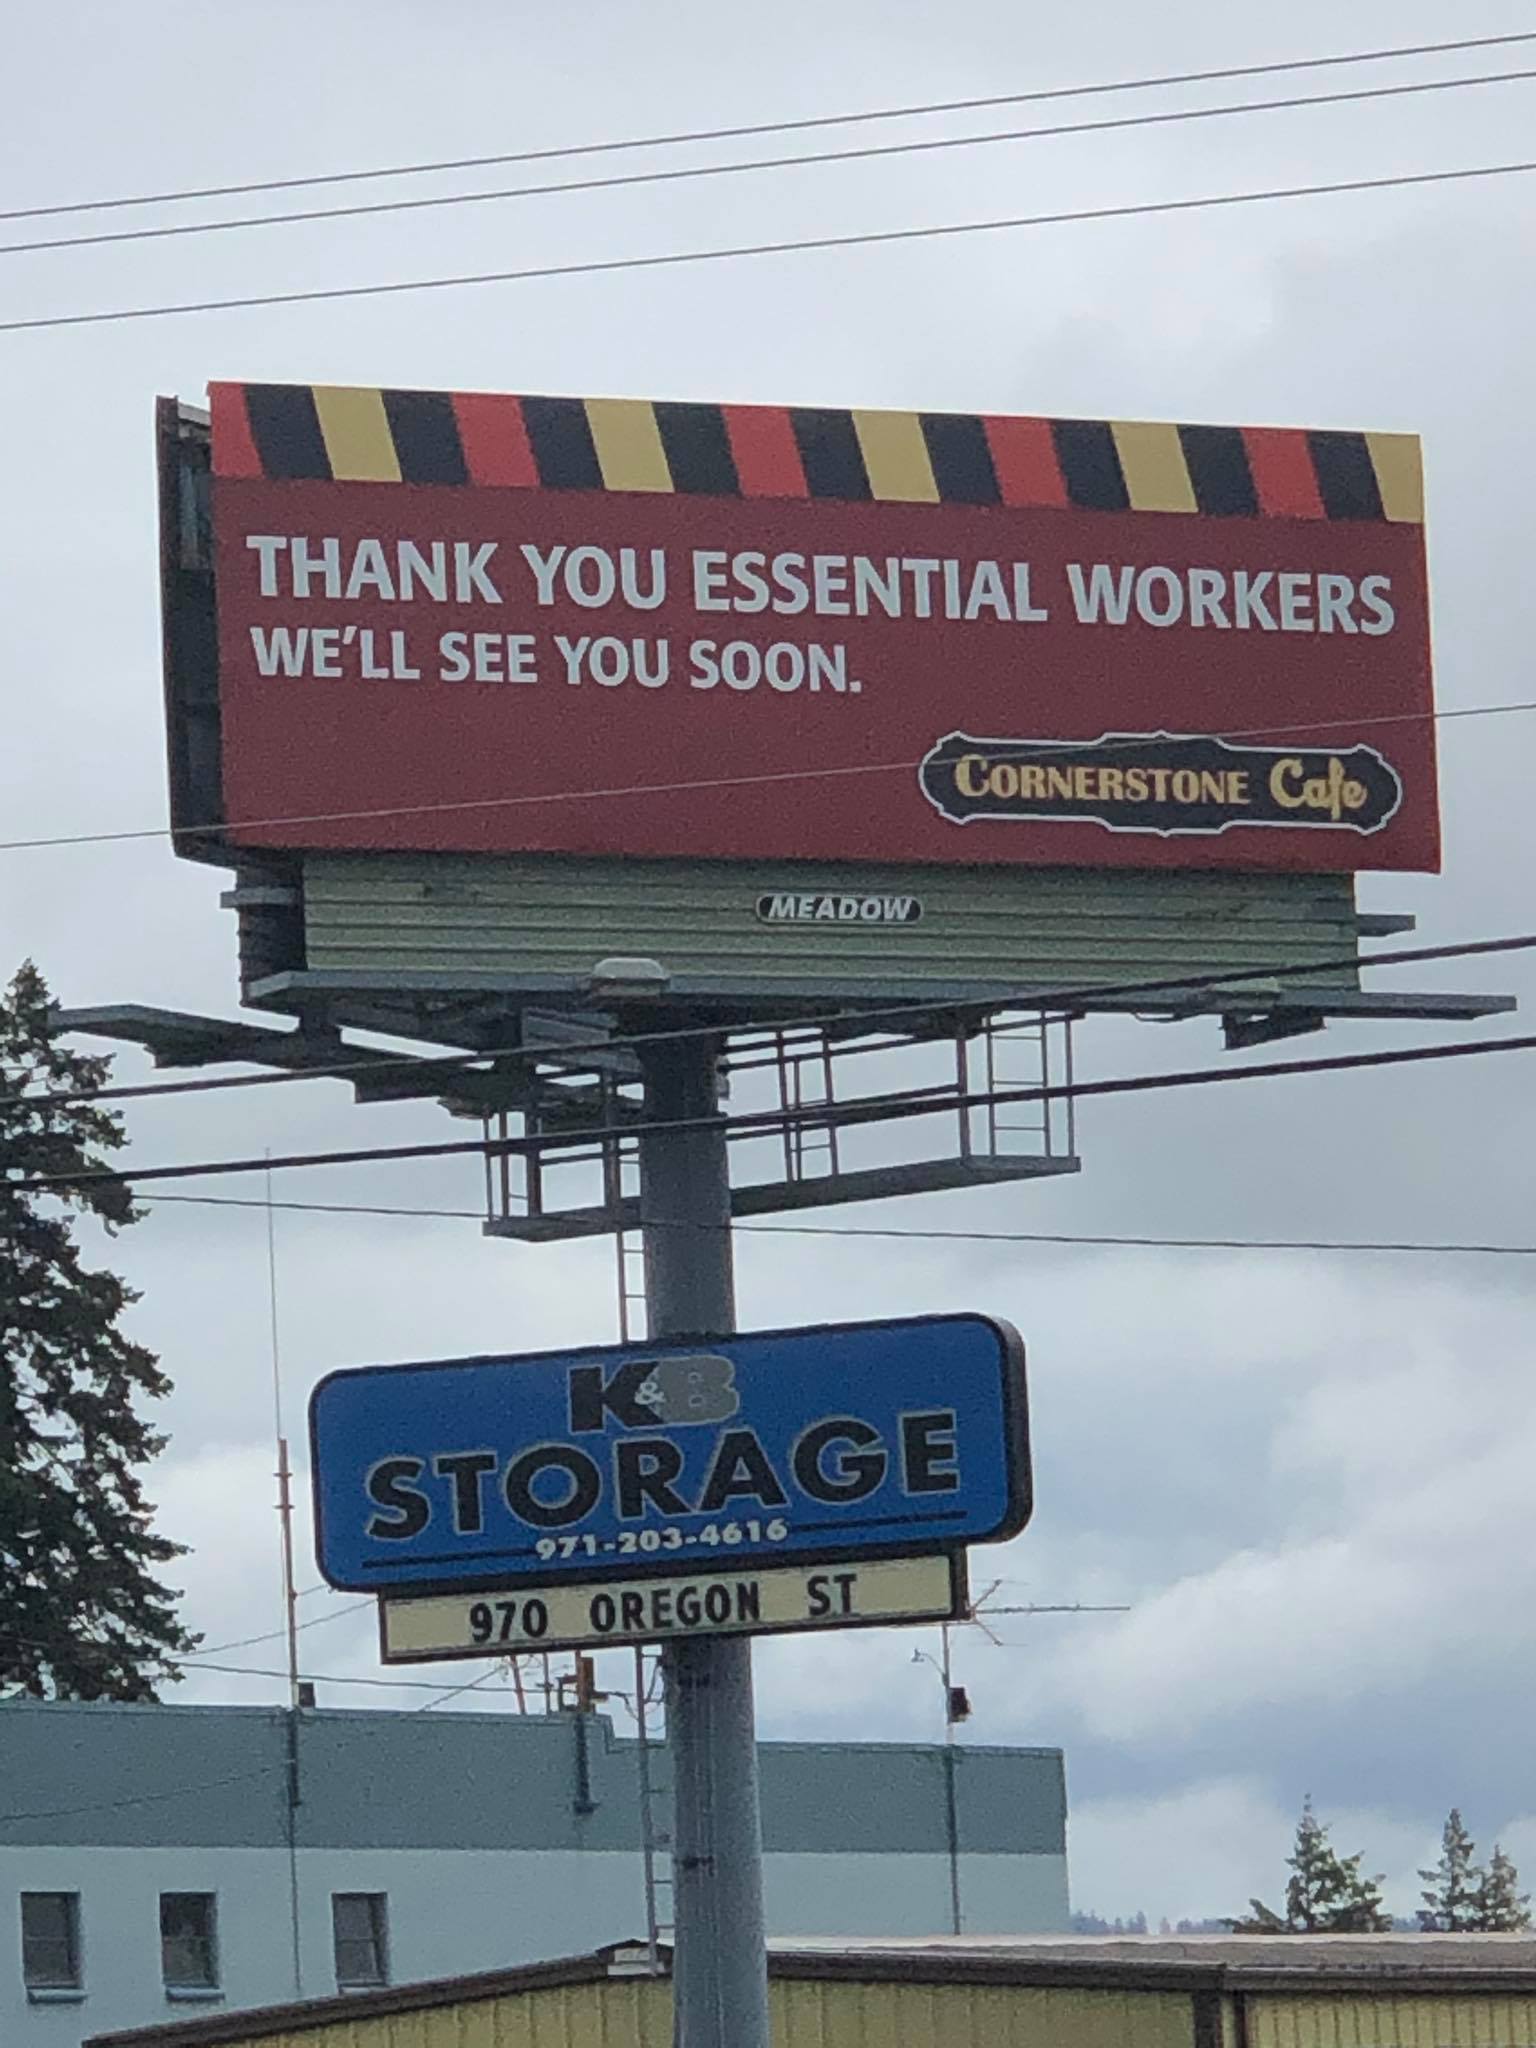 THANK YOU ESSENTIAL WORKERS
WE'LL SEE YOU SOON.
CORNERSTONE Cafe
MEADOW
K&B
STORAGE
971-203-4616
970 OREGON ST